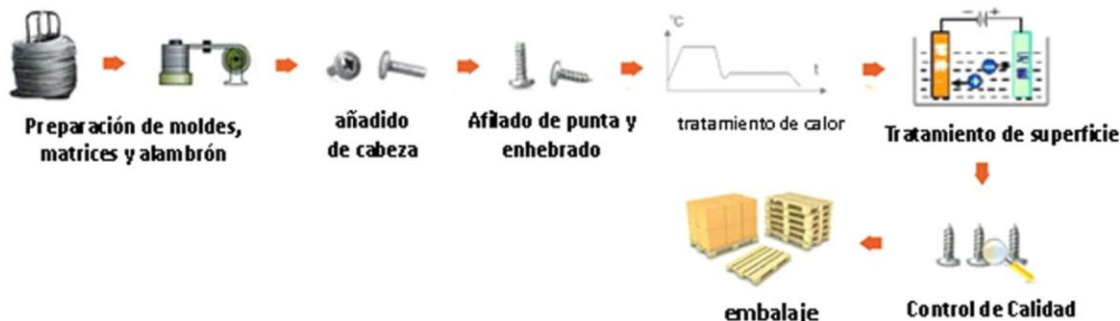 Preparación de moldes,
matrices y alambrón
añadido
de cabeza
Afilado de punta y
enhebrado
°C
t
tratamiento de calor
− +
− +
Tratamiento de superficie
embalaje
Control de Calidad